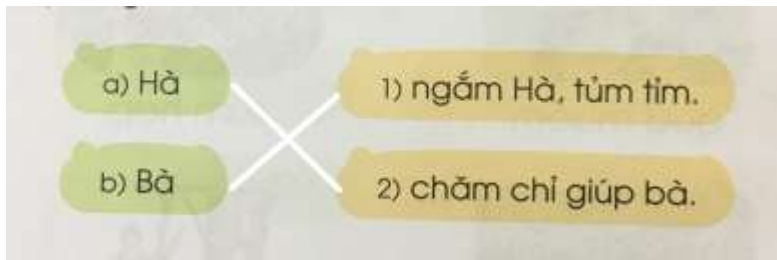 a) Hà
1) ngắm Hà, tủm tỉm.
b) Bà
2) chăm chỉ giúp bà.